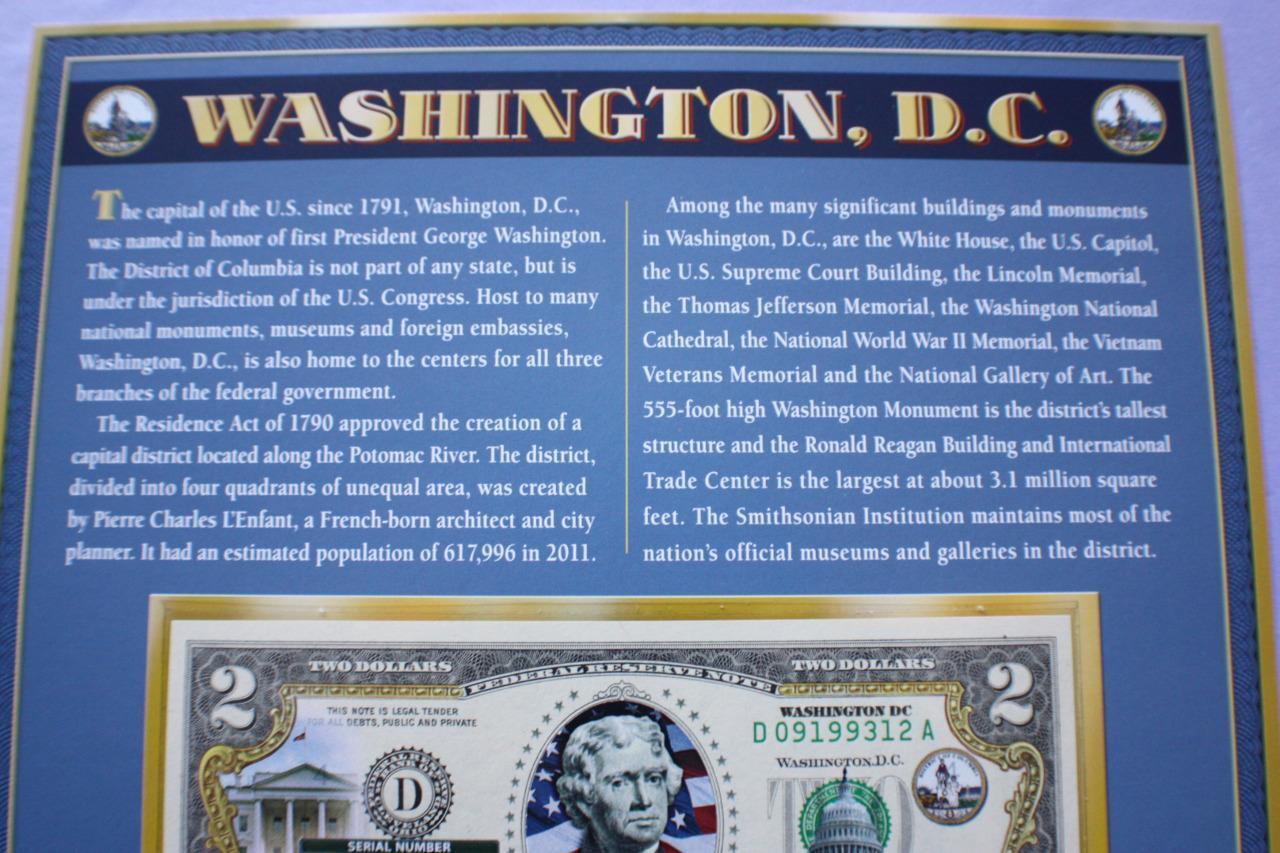 WASHINGTON, D.C.
The capital of the U.S. since 1791, Washington, D.C.,
was named in honor of first President George Washington.
The District of Columbia is not part of any state, but is
under the jurisdiction of the U.S. Congress. Host to many
national monuments, museums and foreign embassies,
Washington, D.C., is also home to the centers for all three
branches of the federal government.
The Residence Act of 1790 approved the creation of a
capital district located along the Potomac River. The district,
divided into four quadrants of unequal area, was created
by Pierre Charles L'Enfant, a French-born architect and city
planner. It had an estimated population of 617,996 in 2011.
Among the many significant buildings and monuments
in Washington, D.C., are the White House, the U.S. Capitol,
the U.S. Supreme Court Building, the Lincoln Memorial,
the Thomas Jefferson Memorial, the Washington National
Cathedral, the National World War II Memorial, the Vietnam
Veterans Memorial and the National Gallery of Art. The
555-foot high Washington Monument is the district's tallest
structure and the Ronald Reagan Building and International
Trade Center is the largest at about 3.1 million square
feet. The Smithsonian Institution maintains most of the
nation's official museums and galleries in the district.
2 TWO DOLLARS FEDERAL RESERVE NOTE TWO DOLLARS 2
THIS NOTE IS LEGAL TENDER
FOR ALL DEBTS, PUBLIC AND PRIVATE
WASHINGTON DC
D 09199312 A
WASHINGTON, D.C.
D
TWO
SERIAL NUMBER